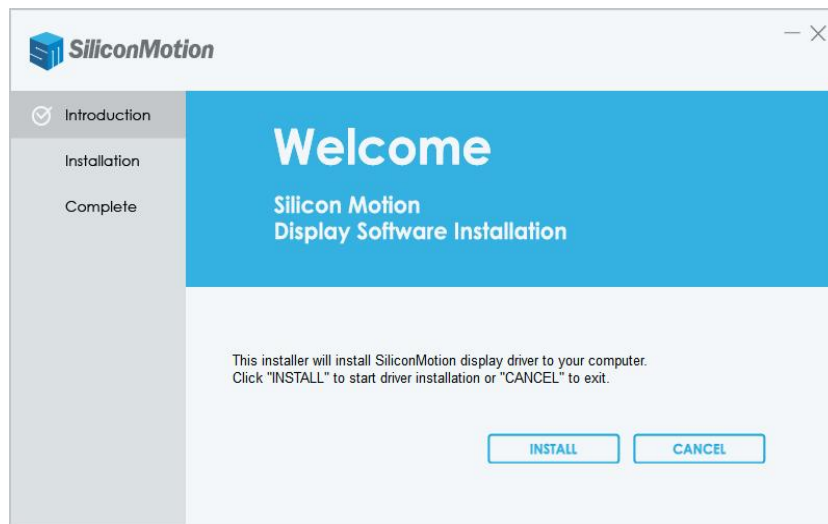 SiliconMotion
Introduction
Installation
Complete
Welcome
Silicon Motion
Display Software Installation
This installer will install SiliconMotion display driver to your computer.
Click "INSTALL" to start driver installation or "CANCEL" to exit.
INSTALL
CANCEL